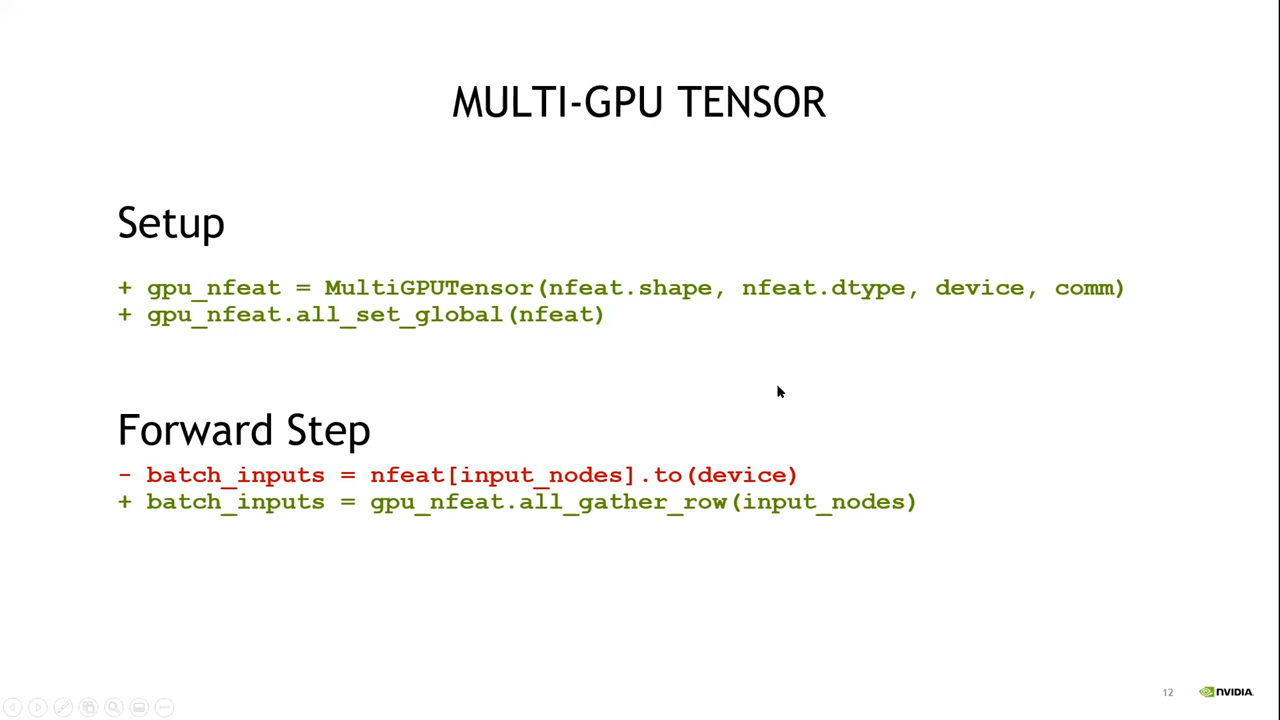 MULTI-GPU TENSOR
Setup
+ gpu_nfeat = MultiGPUTensor(nfeat.shape, nfeat.dtype, device, comm)
+ gpu_nfeat.all_set_global(nfeat)
Forward Step
- batch_inputs = nfeat[input_nodes].to(device)
+ batch_inputs = gpu_nfeat.all_gather_row(input_nodes)
12 NVIDIA.